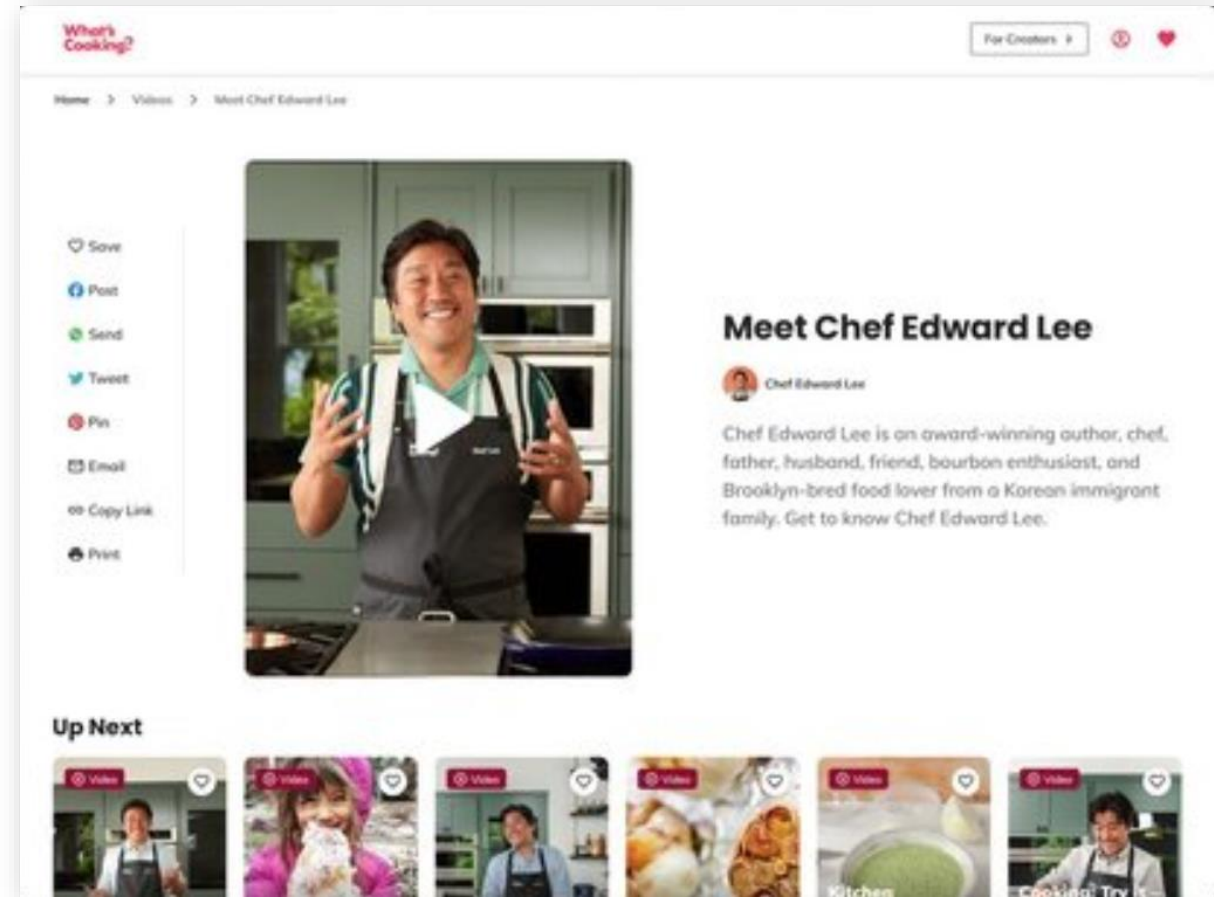 What's
Cooking?
For Creators
Home > Videos > Meet Chef Edward Lee
Save
Post
Send
Tweet
Pin
Email
Copy Link
Print
Meet Chef Edward Lee
Chef Edward Lee
Chef Edward Lee is an award-winning author, chef,
father, husband, friend, bourbon enthusiast, and
Brooklyn-bred food lover from a Korean immigrant
family. Get to know Chef Edward Lee.
Up Next
Video
Video
Video
Video
Video
Video
Kitchen
Cooking: Try Is